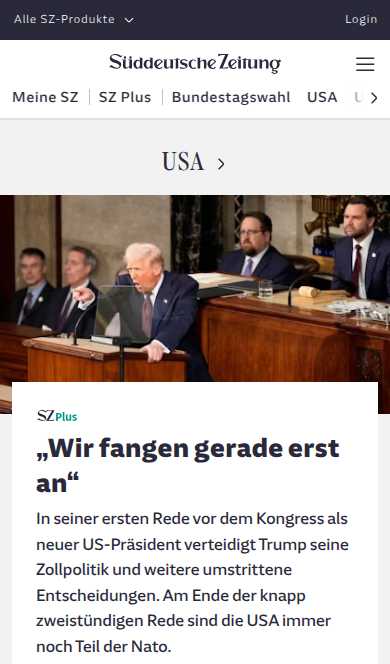 Alle SZ-Produkte
Login
Süddeutsche Zeitung
Meine SZ
SZ Plus
Bundestagswahl
USA
USA
SZ Plus
„Wir fangen gerade erst
an“
In seiner ersten Rede vor dem Kongress als
neuer US-Präsident verteidigt Trump seine
Zollpolitik und weitere umstrittene
Entscheidungen. Am Ende der knapp
zweistündigen Rede sind die USA immer
noch Teil der Nato.